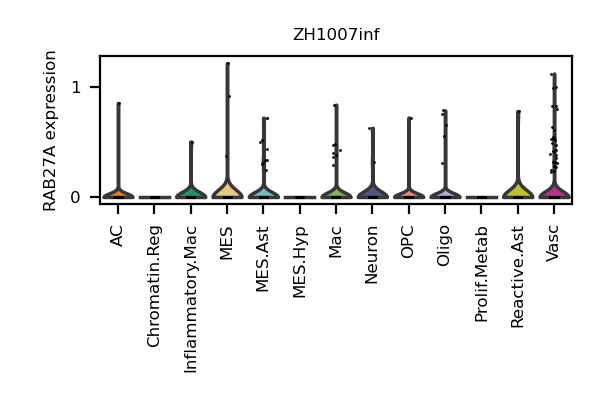 ZH1007inf
RAB27A expression
1
0
AC
Chromatin.Reg
Inflammatory.Mac
MES
MES.Ast
MES.Hyp
Mac
Neuron
OPC
Oligo
Prolif.Metab
Reactive.Ast
Vasc